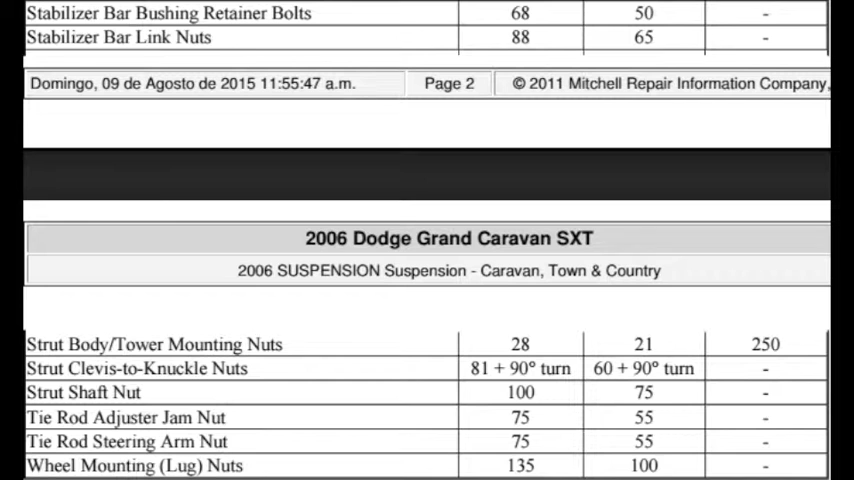 Stabilizer Bar Bushing Retainer Bolts 68 50 -
Stabilizer Bar Link Nuts 88 65 -
Domingo, 09 de Agosto de 2015 11:55:47 a.m. Page 2 © 2011 Mitchell Repair Information Company,
2006 Dodge Grand Caravan SXT
2006 SUSPENSION Suspension - Caravan, Town & Country
Strut Body/Tower Mounting Nuts 28 21 250
Strut Clevis-to-Knuckle Nuts 81 + 90° turn 60 + 90° turn -
Strut Shaft Nut 100 75 -
Tie Rod Adjuster Jam Nut 75 55 -
Tie Rod Steering Arm Nut 75 55 -
Wheel Mounting (Lug) Nuts 135 100 -